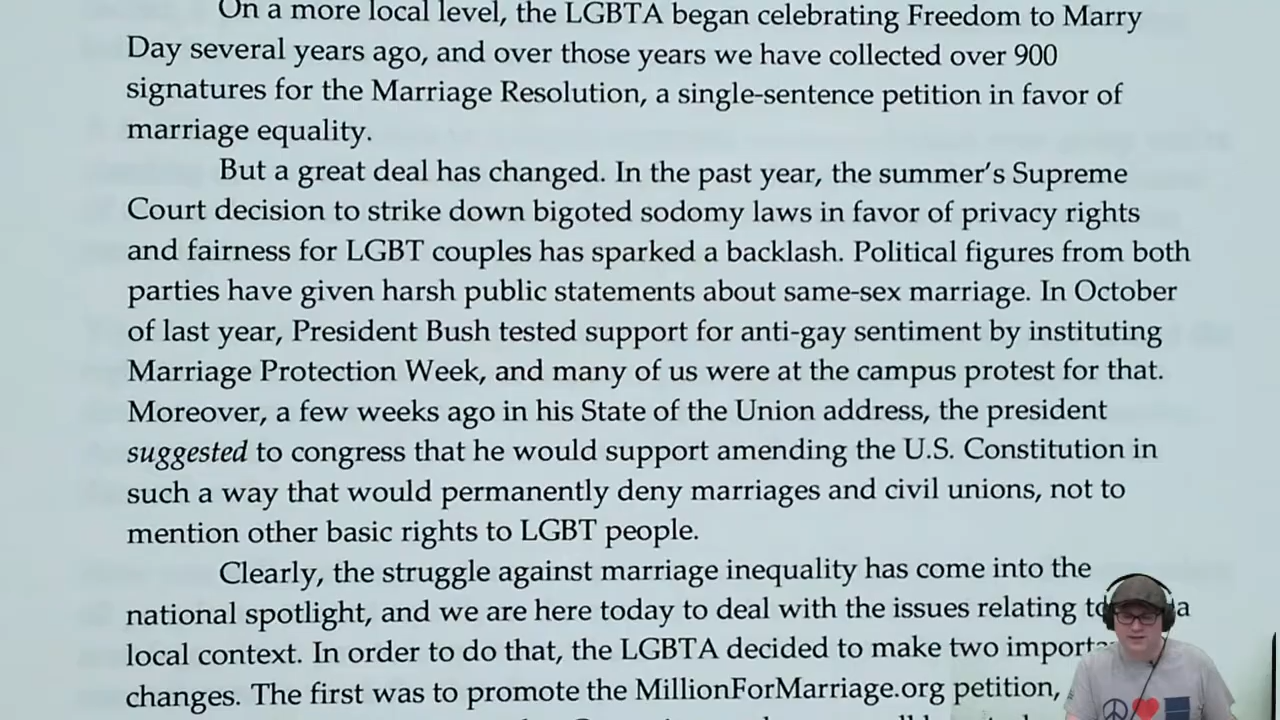 On a more local level, the LGBTA began celebrating Freedom to Marry
Day several years ago, and over those years we have collected over 900
signatures for the Marriage Resolution, a single-sentence petition in favor of
marriage equality.
But a great deal has changed. In the past year, the summer's Supreme
Court decision to strike down bigoted sodomy laws in favor of privacy rights
and fairness for LGBT couples has sparked a backlash. Political figures from both
parties have given harsh public statements about same-sex marriage. In October
of last year, President Bush tested support for anti-gay sentiment by instituting
Marriage Protection Week, and many of us were at the campus protest for that.
Moreover, a few weeks ago in his State of the Union address, the president
suggested to congress that he would support amending the U.S. Constitution in
such a way that would permanently deny marriages and civil unions, not to
mention other basic rights to LGBT people.
Clearly, the struggle against marriage inequality has come into the
national spotlight, and we are here today to deal with the issues relating a
local context. In order to do that, the LGBTA decided to make two
changes. The first was to promote the MillionForMarriage.org petition,